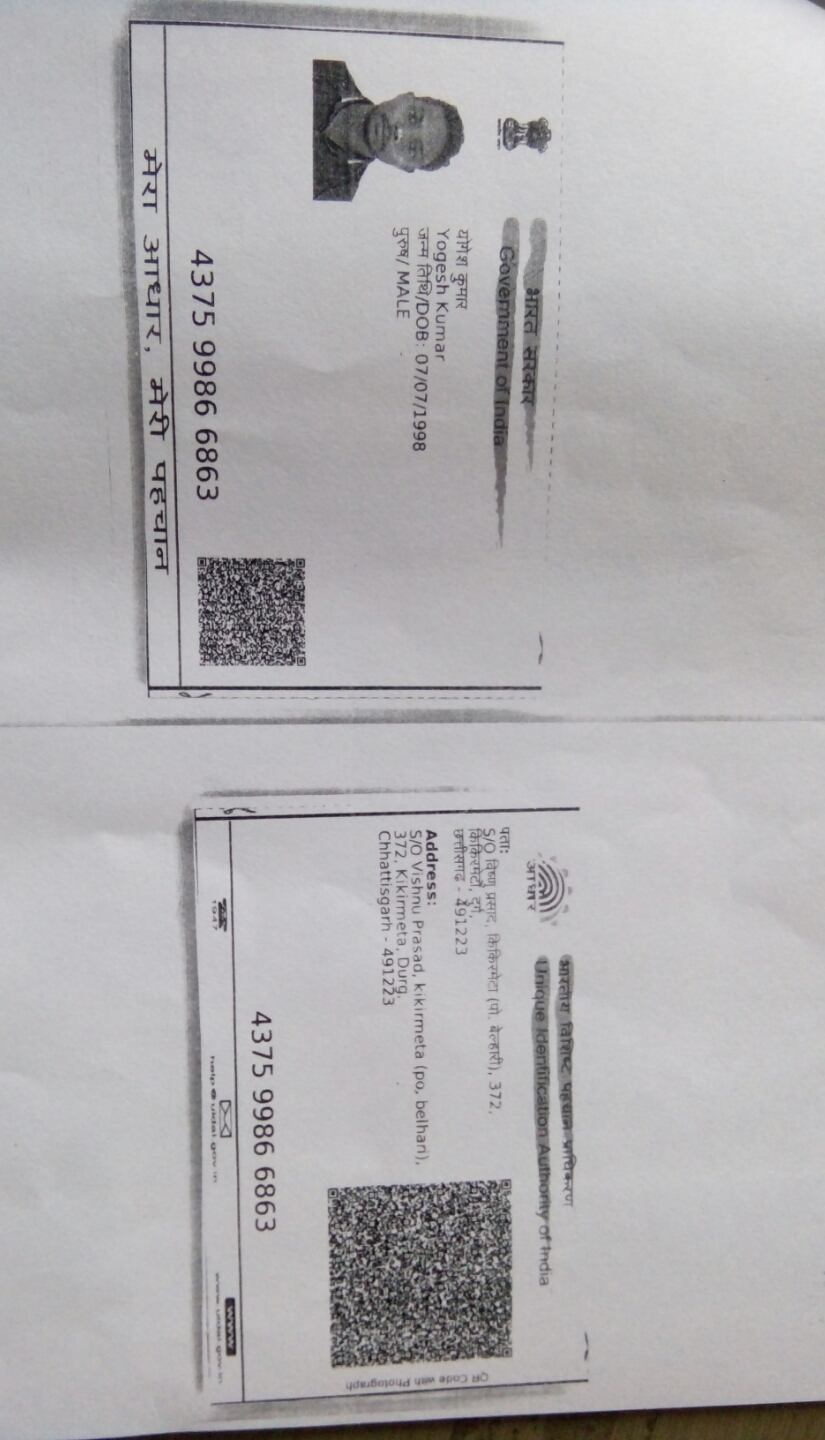 भारत सरकार
Government of India
योगेश कुमार
Yogesh Kumar
जन्म तिथि/DOB: 07/07/1998
पुरुष/ MALE
4375 9986 6863
मेरा आधार, मेरी पहचान
भारतीय विशिष्ट पहचान प्राधिकरण
Unique Identification Authority of India
आधार
पता:
S/O विष्णु प्रसाद, किकिरमेटा (पो. बेल्हारी), 372,
किकिरमेटा, दुर्ग,
छत्तीसगढ - 491223
Address:
S/O Vishnu Prasad, kikirmeta (po, belhari),
372, Kikirmeta, Durg,
Chhattisgarh - 491223
QR Code with Photograph
4375 9986 6863
1947
help@uidai.gov.in
www
www.uidai.gov.in